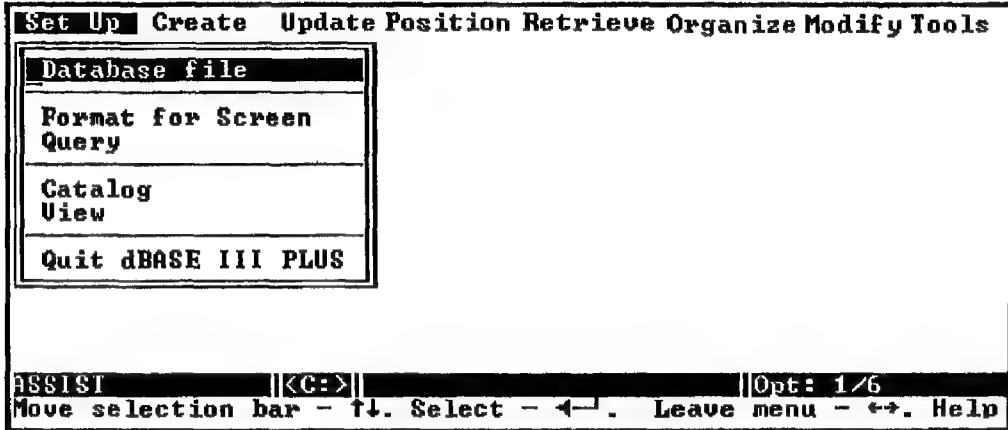 Set Up Create Update Position Retrieve Organize Modify Tools
Database file
Format for Screen
Query
Catalog
View
Quit dBASE III PLUS
ASSIST <C:> Opt: 1/6
Move selection bar - ↑↓. Select - ◄─┘. Leave menu - ←→. Help